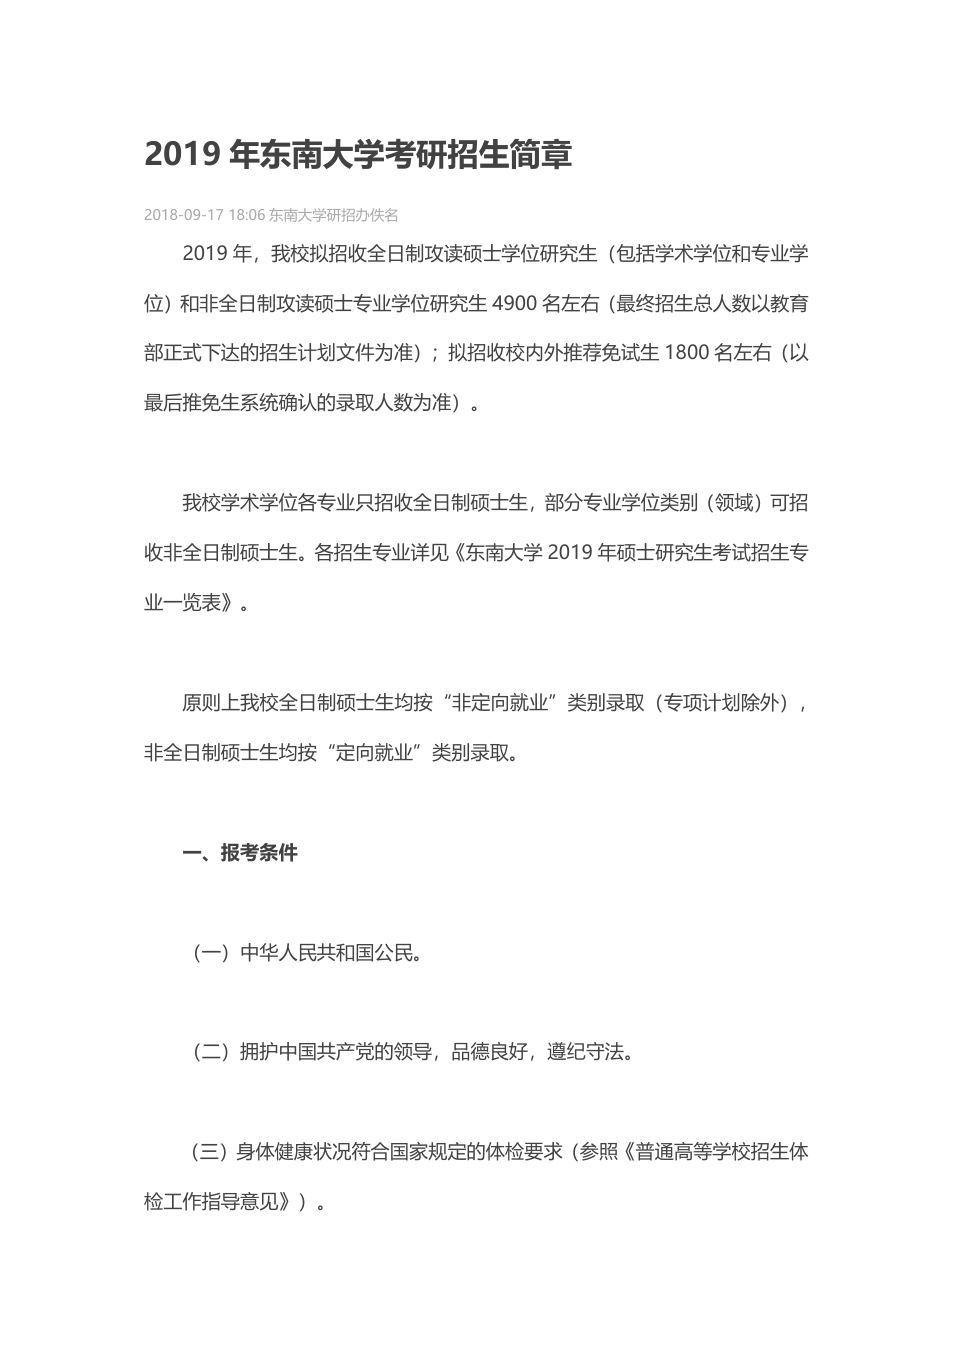 2019 年东南大学考研招生简章
2018-09-17 18:06 东南大学研招办佚名
2019 年，我校拟招收全日制攻读硕士学位研究生（包括学术学位和专业学
位）和非全日制攻读硕士专业学位研究生 4900 名左右（最终招生总人数以教育
部正式下达的招生计划文件为准）；拟招收校内外推荐免试生 1800 名左右（以
最后推免生系统确认的录取人数为准）。
我校学术学位各专业只招收全日制硕士生，部分专业学位类别（领域）可招
收非全日制硕士生。各招生专业详见《东南大学 2019 年硕士研究生考试招生专
业一览表》。
原则上我校全日制硕士生均按“非定向就业”类别录取（专项计划除外），
非全日制硕士生均按“定向就业”类别录取。
一、报考条件
（一）中华人民共和国公民。
（二）拥护中国共产党的领导，品德良好，遵纪守法。
（三）身体健康状况符合国家规定的体检要求（参照《普通高等学校招生体
检工作指导意见》）。